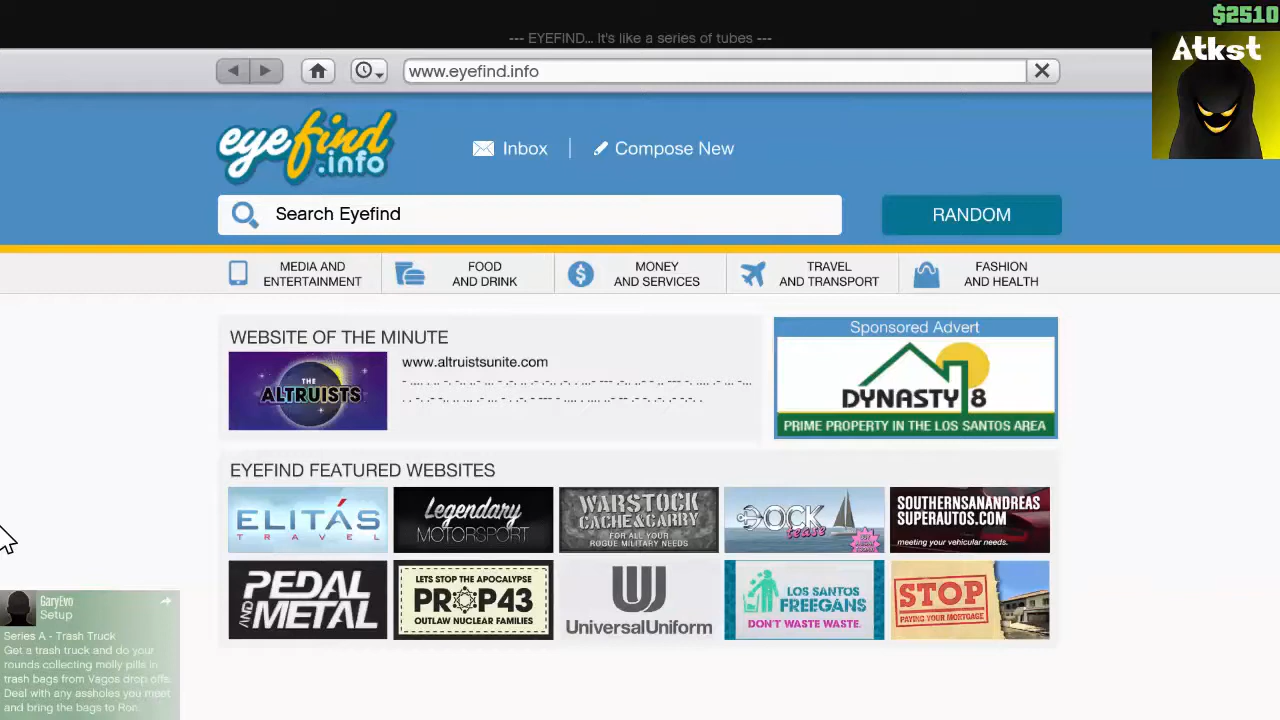 $2510
--- EYEFIND... It's like a series of tubes ---
Atkst
www.eyefind.info
eyefind
.info
Inbox
Compose New
Search Eyefind
RANDOM
MEDIA AND
ENTERTAINMENT
FOOD
AND DRINK
MONEY
AND SERVICES
TRAVEL
AND TRANSPORT
FASHION
AND HEALTH
WEBSITE OF THE MINUTE
THE
ALTRUISTS
www.altruistsunite.com
Sponsored Advert
DYNASTY 8
PRIME PROPERTY IN THE LOS SANTOS AREA
EYEFIND FEATURED WEBSITES
ELITÁS
TRAVEL
Legendary
MOTORSPORT
WARSTOCK
CACHE & CARRY
FOR ALL YOUR
ROGUE MILITARY NEEDS
DOCK
tease
SOUTHERNSANANDREAS
SUPERAUTOS.COM
meeting your vehicular needs.
PEDAL
AND METAL
LETS STOP THE APOCALYPSE
PROP43
OUTLAW NUCLEAR FAMILIES
UniversalUniform
LOS SANTOS
FREEGANS
DON'T WASTE WASTE.
STOP
PAYING YOUR MORTGAGE
GaryEvo
Setup
Series A - Trash Truck
Get a trash truck and do your
rounds collecting molly pills in
trash bags from Vagos drop offs.
Deal with any assholes you meet
and bring the bags to Ron.